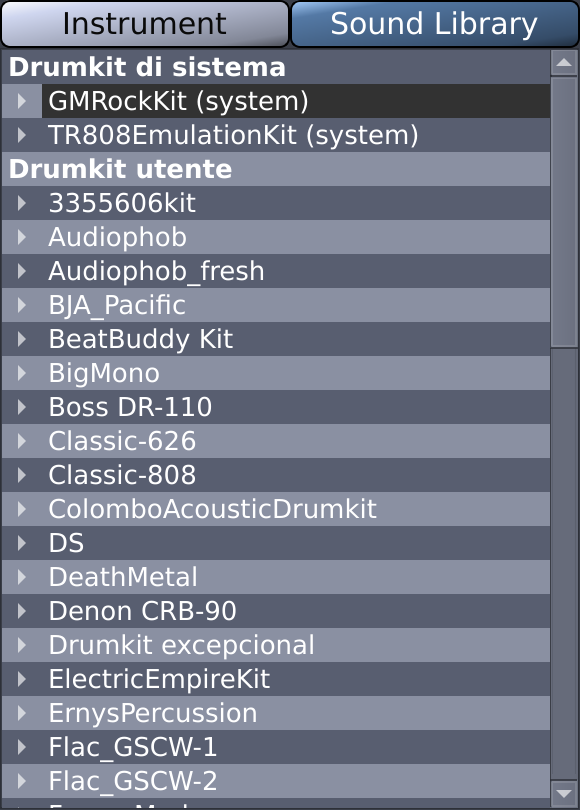 Instrument Sound Library
Drumkit di sistema
GMRockKit (system)
TR808EmulationKit (system)
Drumkit utente
3355606kit
Audiophob
Audiophob_fresh
BJA_Pacific
BeatBuddy Kit
BigMono
Boss DR-110
Classic-626
Classic-808
ColomboAcousticDrumkit
DS
DeathMetal
Denon CRB-90
Drumkit excepcional
ElectricEmpireKit
ErnysPercussion
Flac_GSCW-1
Flac_GSCW-2